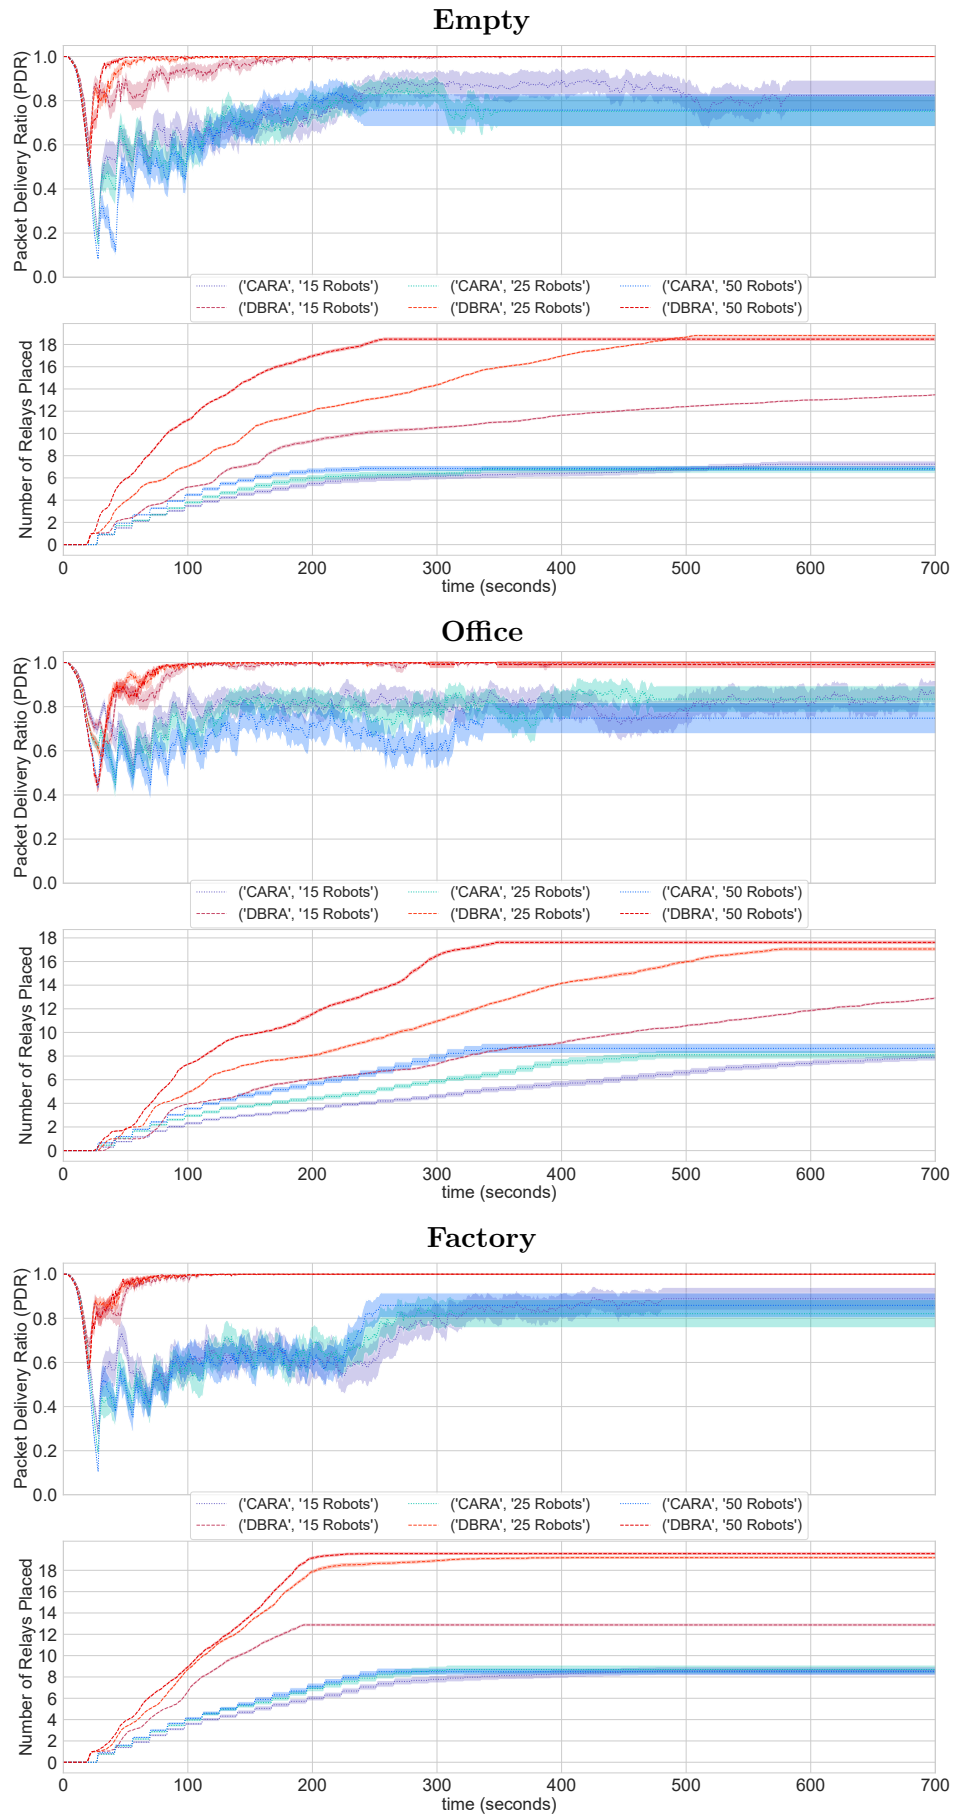 Empty
Packet Delivery Ratio (PDR)
1.0
0.8
0.6
0.4
0.2
0.0
('CARA', '15 Robots') ('CARA', '25 Robots') ('CARA', '50 Robots')
('DBRA', '15 Robots') ('DBRA', '25 Robots') ('DBRA', '50 Robots')
Number of Relays Placed
18
16
14
12
10
8
6
4
2
0
0 100 200 300 400 500 600 700
time (seconds)
Office
Packet Delivery Ratio (PDR)
1.0
0.8
0.6
0.4
0.2
0.0
('CARA', '15 Robots') ('CARA', '25 Robots') ('CARA', '50 Robots')
('DBRA', '15 Robots') ('DBRA', '25 Robots') ('DBRA', '50 Robots')
Number of Relays Placed
18
16
14
12
10
8
6
4
2
0
0 100 200 300 400 500 600 700
time (seconds)
Factory
Packet Delivery Ratio (PDR)
1.0
0.8
0.6
0.4
0.2
0.0
('CARA', '15 Robots') ('CARA', '25 Robots') ('CARA', '50 Robots')
('DBRA', '15 Robots') ('DBRA', '25 Robots') ('DBRA', '50 Robots')
Number of Relays Placed
18
16
14
12
10
8
6
4
2
0
0 100 200 300 400 500 600 700
time (seconds)